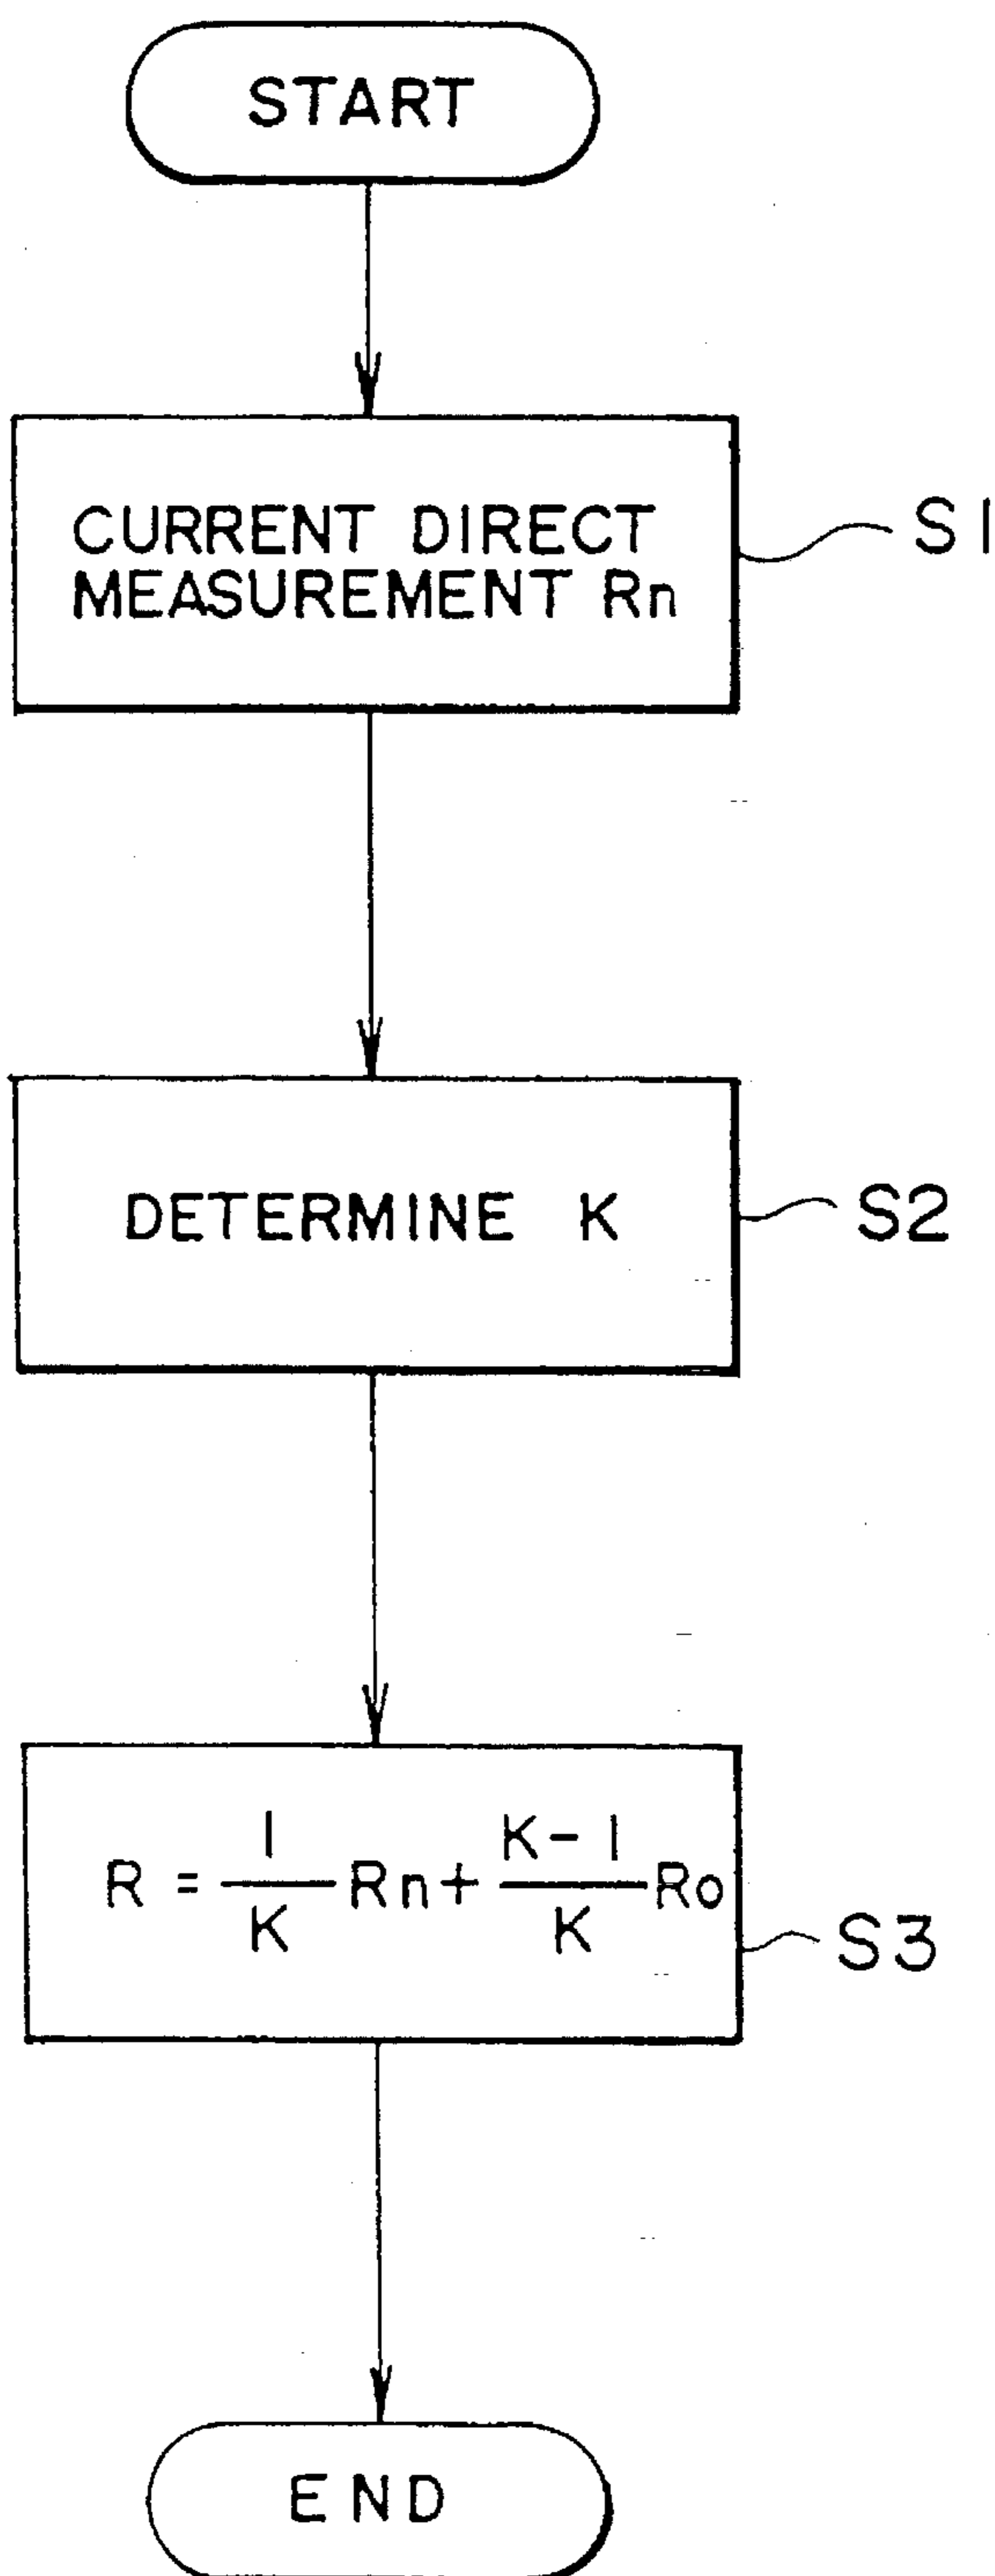 START
CURRENT DIRECT
MEASUREMENT Rn
S1
DETERMINE K
S2
R = 1/K Rn + K-1/K Ro
S3
END